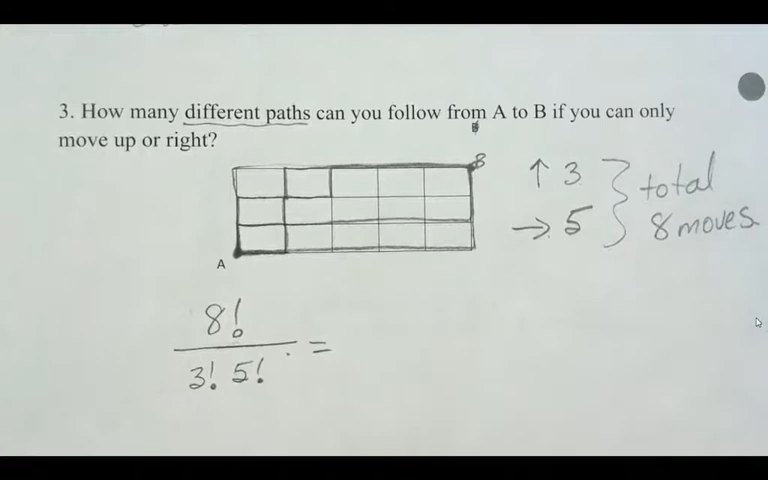 3. How many different paths can you follow from A to B if you can only
move up or right?
B
↑ 3
→ 5
} total
8 moves
A
8!
3! 5!
=